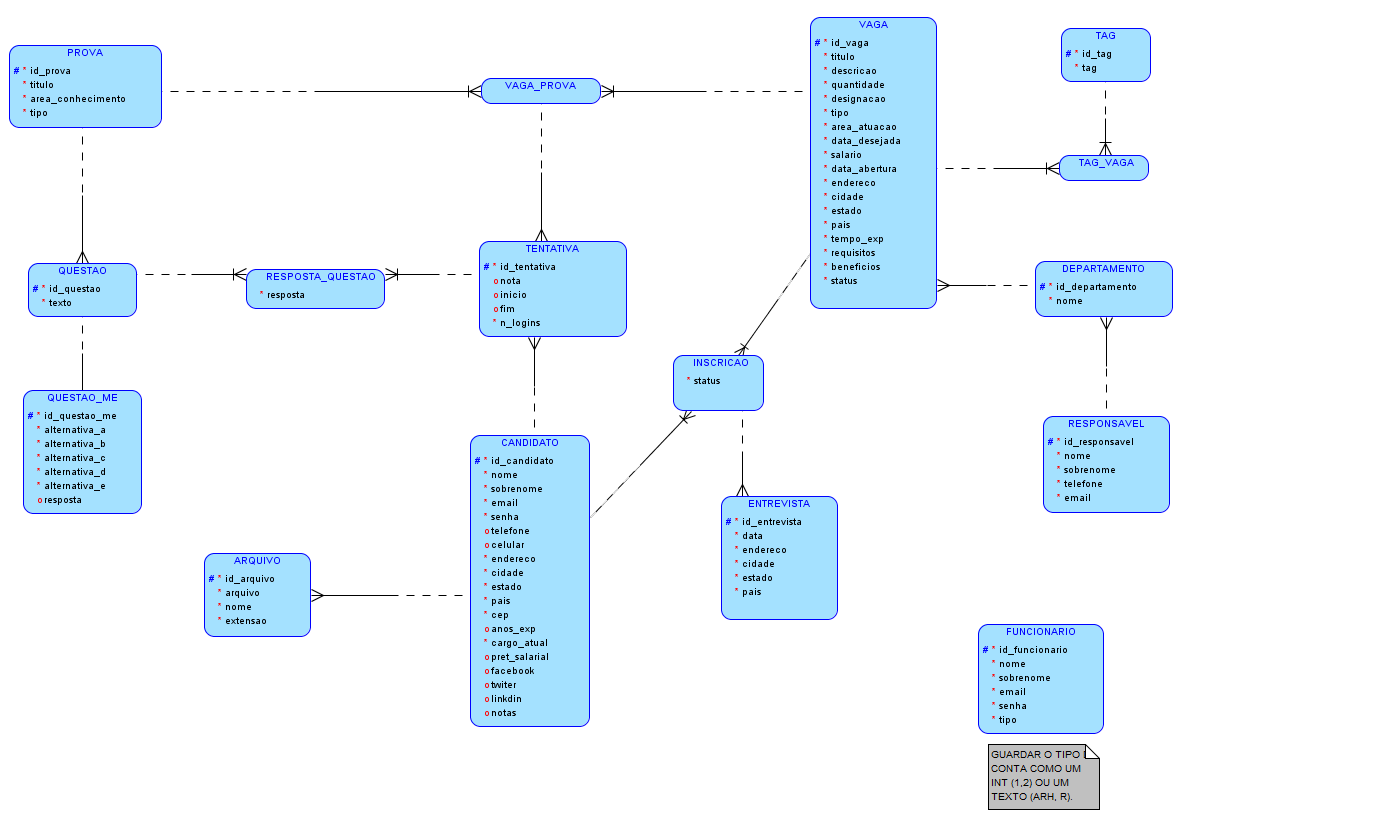 PROVA
# * id_prova
* titulo
* area_conhecimento
* tipo
VAGA_PROVA
VAGA
# * id_vaga
* titulo
* descricao
* quantidade
* designacao
* tipo
* area_atuacao
* data_desejada
* salario
* data_abertura
* endereco
* cidade
* estado
* pais
* tempo_exp
* requisitos
* beneficios
* status
TAG
# * id_tag
* tag
TAG_VAGA
QUESTAO
# * id_questao
* texto
RESPOSTA_QUESTAO
* resposta
TENTATIVA
# * id_tentativa
o nota
o inicio
o fim
* n_logins
DEPARTAMENTO
# * id_departamento
* nome
INSCRICAO
* status
QUESTAO_ME
# * id_questao_me
* alternativa_a
* alternativa_b
* alternativa_c
* alternativa_d
* alternativa_e
o resposta
CANDIDATO
# * id_candidato
* nome
* sobrenome
* email
* senha
o telefone
o celular
* endereco
* cidade
* estado
* pais
* cep
o anos_exp
* cargo_atual
o pret_salarial
o facebook
o twiter
o linkdin
o notas
RESPONSAVEL
# * id_responsavel
* nome
* sobrenome
* telefone
* email
ENTREVISTA
# * id_entrevista
* data
* endereco
* cidade
* estado
* pais
ARQUIVO
# * id_arquivo
* arquivo
* nome
* extensao
FUNCIONARIO
# * id_funcionario
* nome
* sobrenome
* email
* senha
* tipo
GUARDAR O TIPO
CONTA COMO UM
INT (1,2) OU UM
TEXTO (ARH, R).